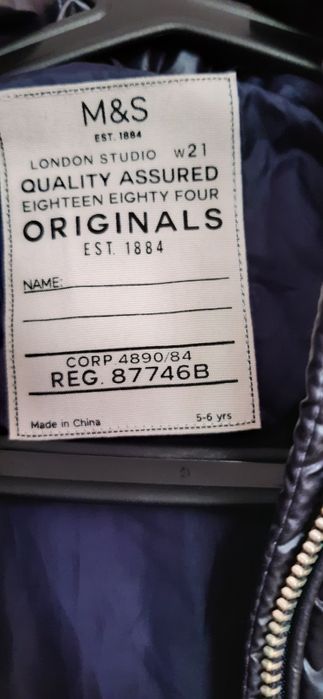 M&S
EST. 1884
LONDON STUDIO W21
QUALITY ASSURED
EIGHTEEN EIGHTY FOUR
ORIGINALS
EST. 1884
NAME:
CORP 4890/84
REG. 87746B
Made in China 5-6 yrs